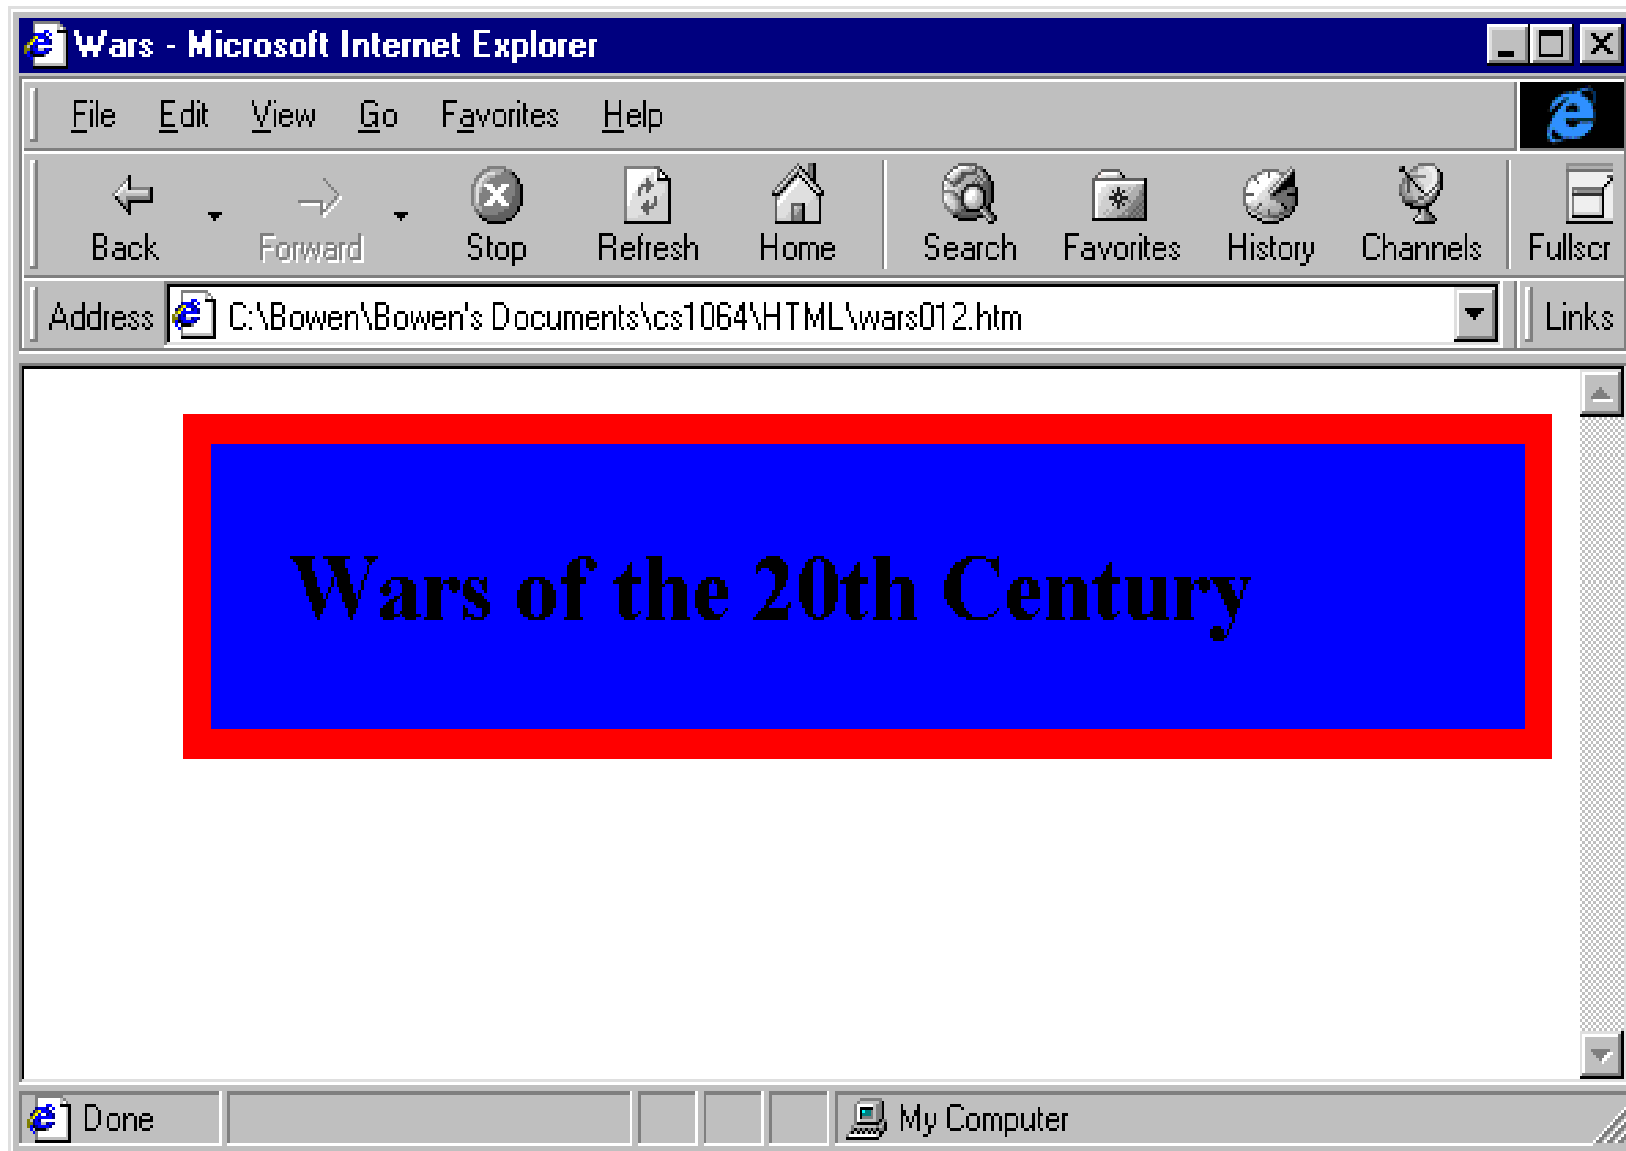 Wars - Microsoft Internet Explorer
File Edit View Go Favorites Help
Back Forward Stop Refresh Home Search Favorites History Channels Fullscr
Address C:\Bowen\Bowen's Documents\cs1064\HTML\wars012.htm Links
Wars of the 20th Century
Done My Computer